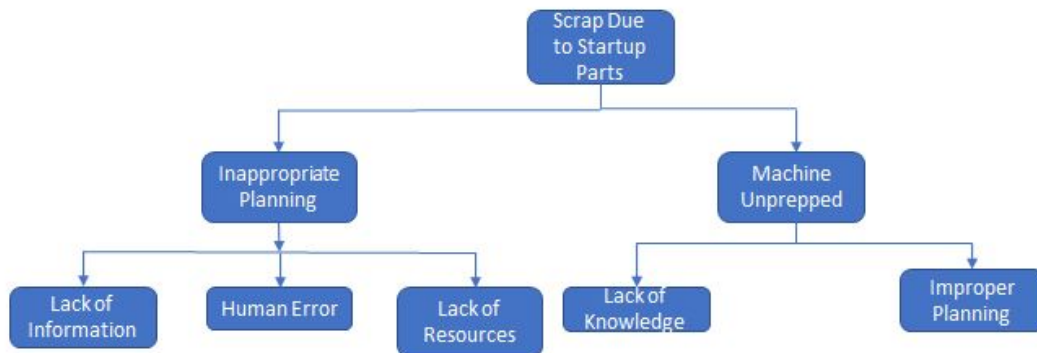 Scrap Due
to Startup
Parts
Inappropriate
Planning
Machine
Unprepped
Lack of
Information
Human Error
Lack of
Resources
Lack of
Knowledge
Improper
Planning